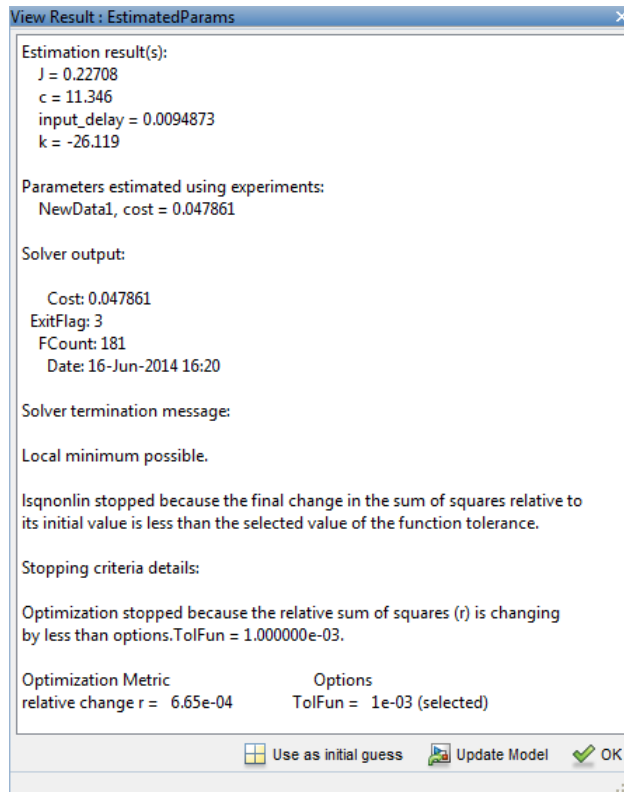 View Result : EstimatedParams
Estimation result(s):
J = 0.22708
c = 11.346
input_delay = 0.0094873
k = -26.119
Parameters estimated using experiments:
NewData1, cost = 0.047861
Solver output:
Cost: 0.047861
ExitFlag: 3
FCount: 181
Date: 16-Jun-2014 16:20
Solver termination message:
Local minimum possible.
lsqnonlin stopped because the final change in the sum of squares relative to
its initial value is less than the selected value of the function tolerance.
Stopping criteria details:
Optimization stopped because the relative sum of squares (r) is changing
by less than options.TolFun = 1.000000e-03.
Optimization Metric Options
relative change r = 6.65e-04 TolFun = 1e-03 (selected)
Use as initial guess Update Model OK